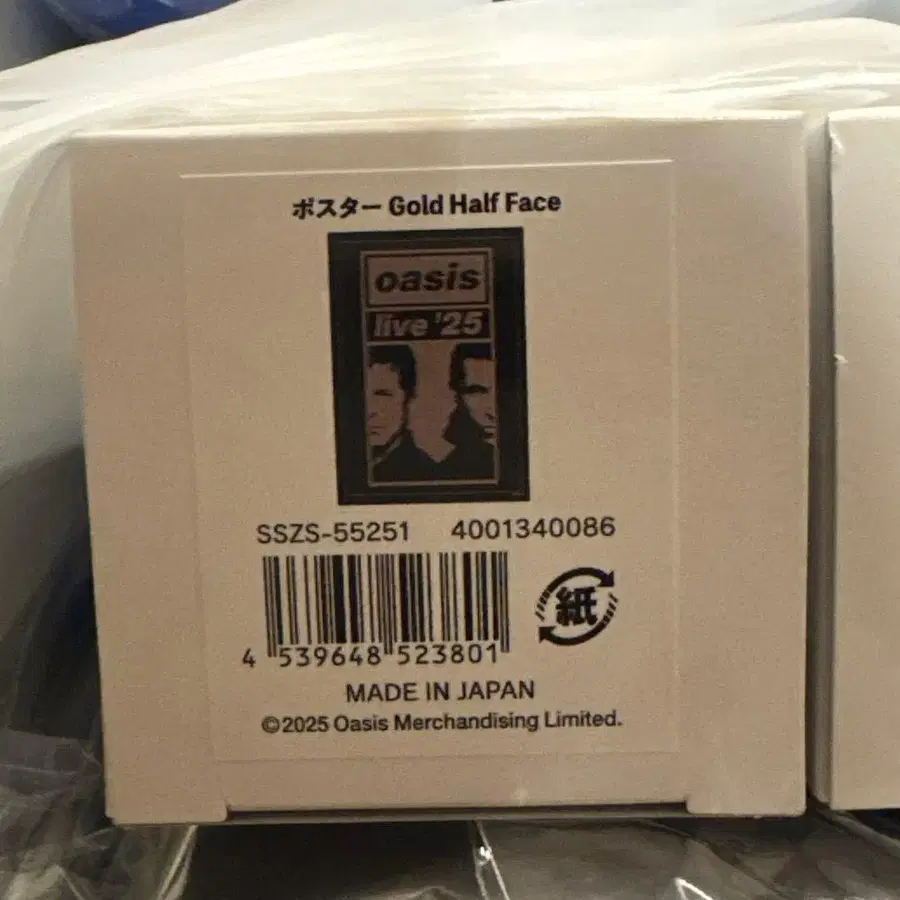 ポスター Gold Half Face
oasis
live '25
SSZS-55251 4001340086
紙
4 539648 523801
MADE IN JAPAN
©2025 Oasis Merchandising Limited.